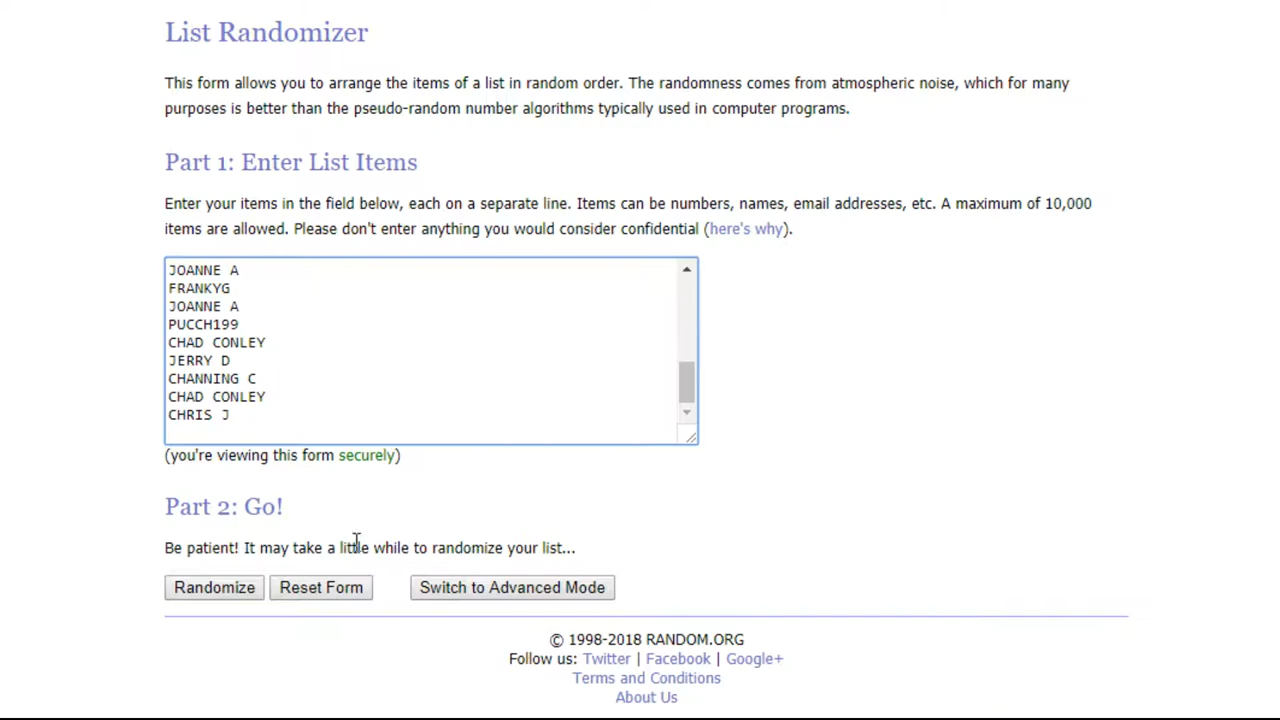 List Randomizer
This form allows you to arrange the items of a list in random order. The randomness comes from atmospheric noise, which for many
purposes is better than the pseudo-random number algorithms typically used in computer programs.
Part 1: Enter List Items
Enter your items in the field below, each on a separate line. Items can be numbers, names, email addresses, etc. A maximum of 10,000
items are allowed. Please don't enter anything you would consider confidential (here's why).
JOANNE A
FRANKYG
JOANNE A
PUCCH199
CHAD CONLEY
JERRY D
CHANNING C
CHAD CONLEY
CHRIS J
(you're viewing this form securely)
Part 2: Go!
Be patient! It may take a little while to randomize your list...
Randomize Reset Form Switch to Advanced Mode
© 1998-2018 RANDOM.ORG
Follow us: Twitter | Facebook | Google+
Terms and Conditions
About Us